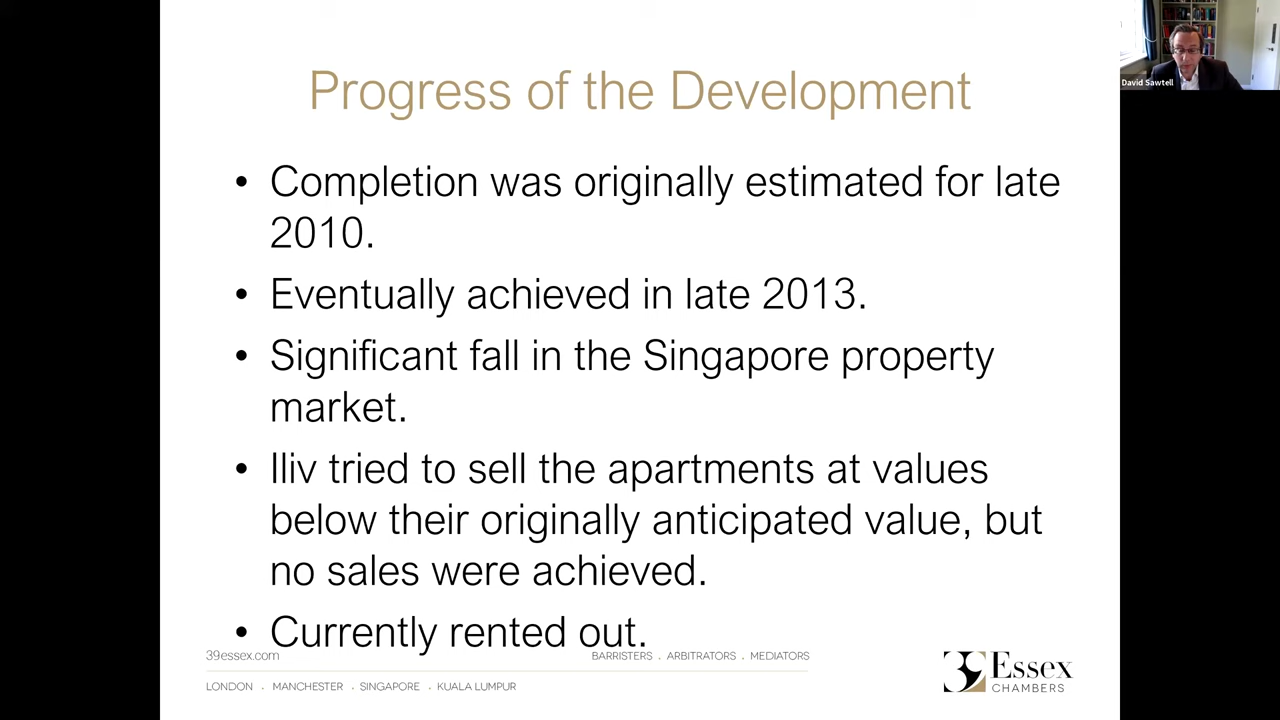 Progress of the Development
• Completion was originally estimated for late
2010.
• Eventually achieved in late 2013.
• Significant fall in the Singapore property
market.
• Iliv tried to sell the apartments at values
below their originally anticipated value, but
no sales were achieved.
• Currently rented out.
39essex.com
BARRISTERS . ARBITRATORS . MEDIATORS
LONDON . MANCHESTER . SINGAPORE . KUALA LUMPUR
39 Essex
CHAMBERS
David Sawtell